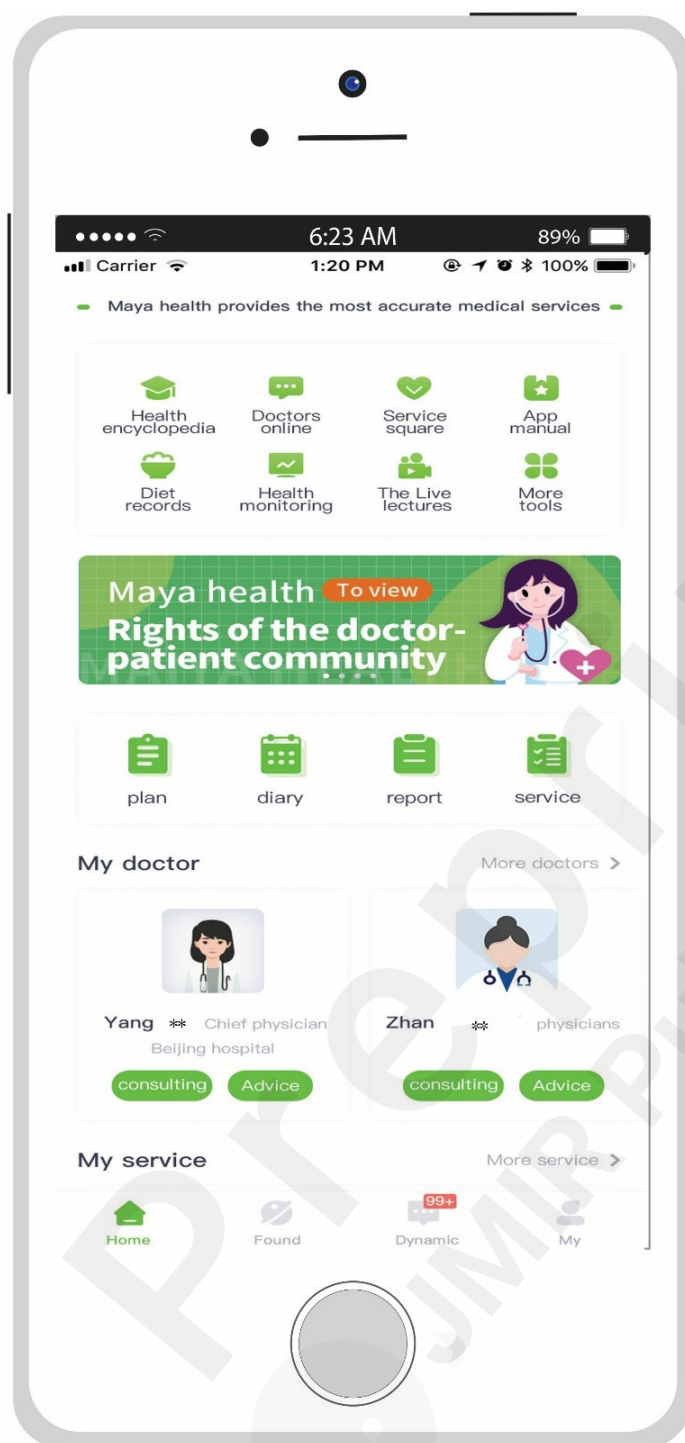 6:23 AM 89%
Carrier 1:20 PM 100%
Maya health provides the most accurate medical services
Health encyclopedia
Doctors online
Service square
App manual
Diet records
Health monitoring
The Live lectures
More tools
Maya health To view
Rights of the doctor-
patient community
plan diary report service
My doctor More doctors >
Yang ** Chief physician
Beijing hospital
consulting Advice
Zhan ** physicians
consulting Advice
My service More service >
99+
Home Found Dynamic My
Prepri
JMIR